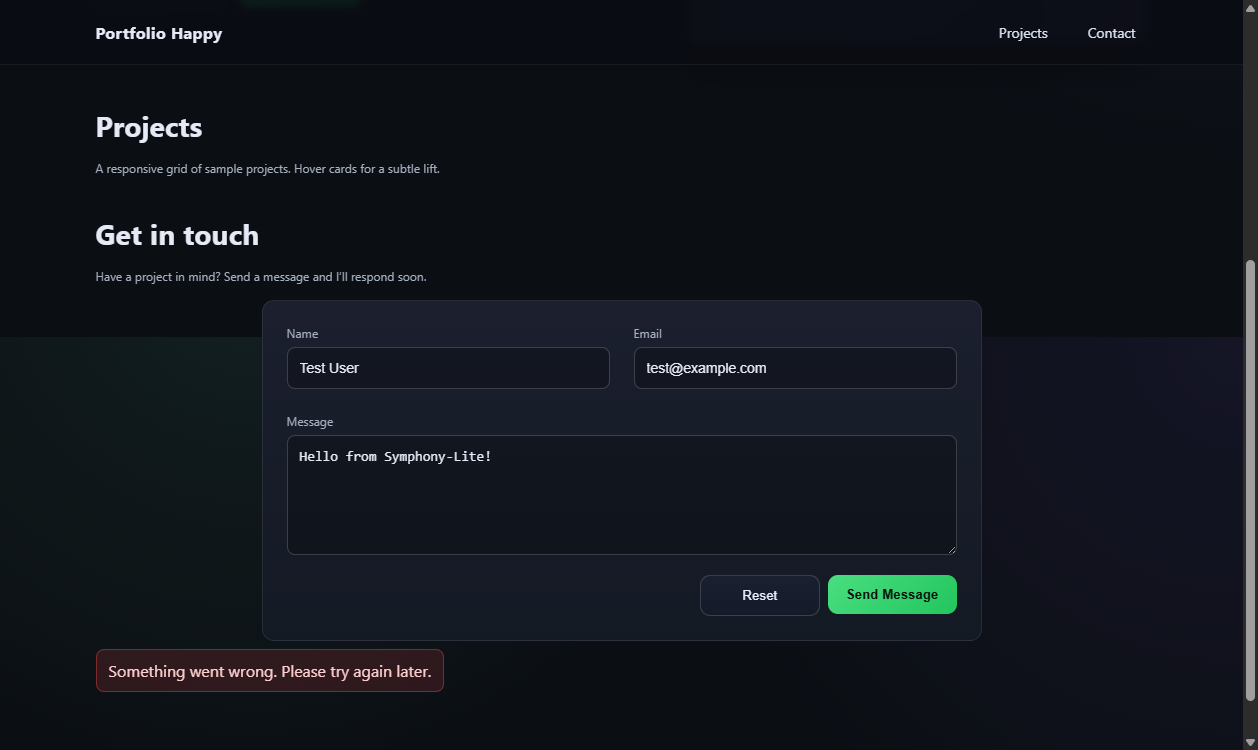 Portfolio Happy
Projects
Contact
Projects
A responsive grid of sample projects. Hover cards for a subtle lift.
Get in touch
Have a project in mind? Send a message and I’ll respond soon.
Name
Email
Test User
test@example.com
Message
Hello from Symphony-Lite!
Reset
Send Message
Something went wrong. Please try again later.